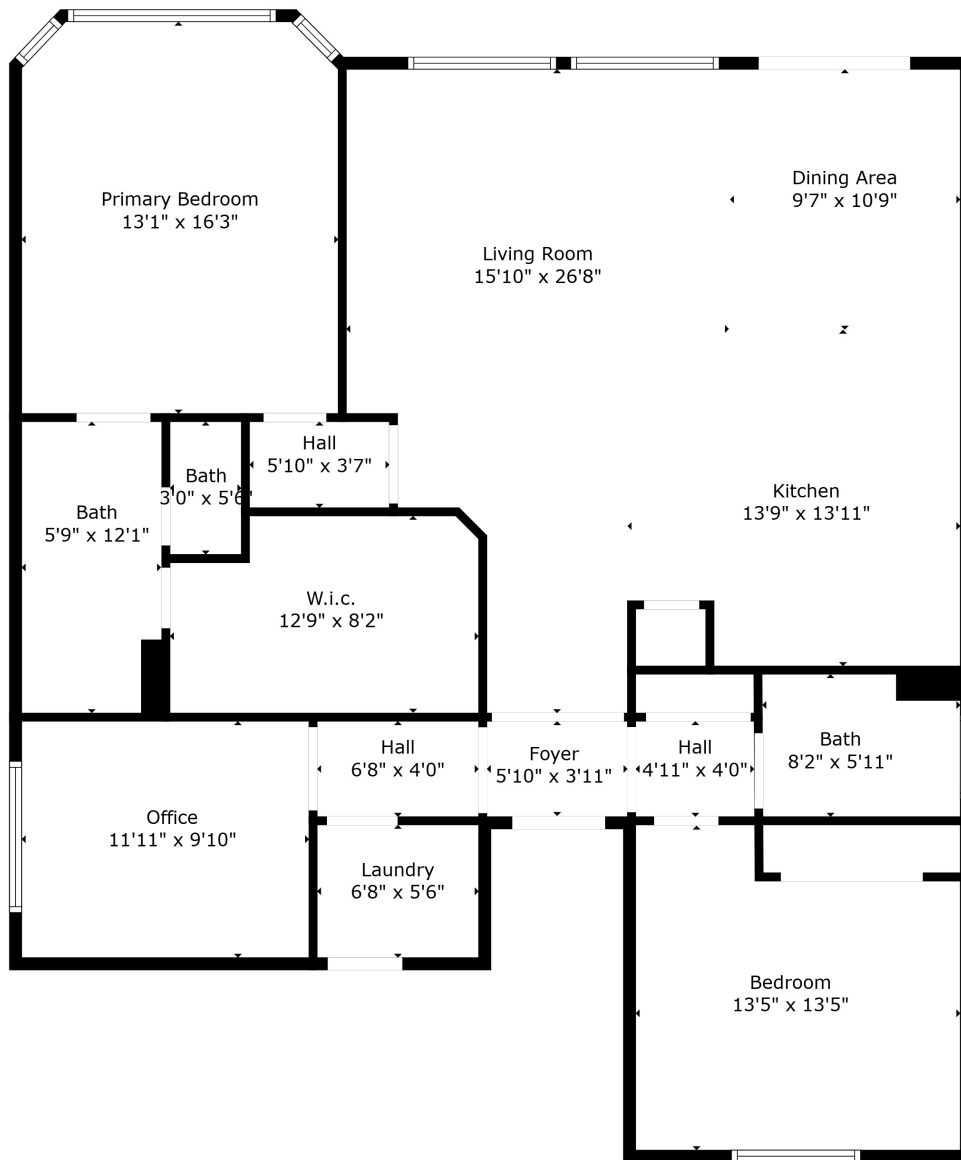 Primary Bedroom
13'1" x 16'3"
Dining Area
9'7" x 10'9"
Living Room
15'10" x 26'8"
Hall
5'10" x 3'7"
Bath
3'0" x 5'6"
Bath
5'9" x 12'1"
Kitchen
13'9" x 13'11"
W.i.c.
12'9" x 8'2"
Hall
6'8" x 4'0"
Foyer
5'10" x 3'11"
Hall
4'11" x 4'0"
Bath
8'2" x 5'11"
Office
11'11" x 9'10"
Laundry
6'8" x 5'6"
Bedroom
13'5" x 13'5"